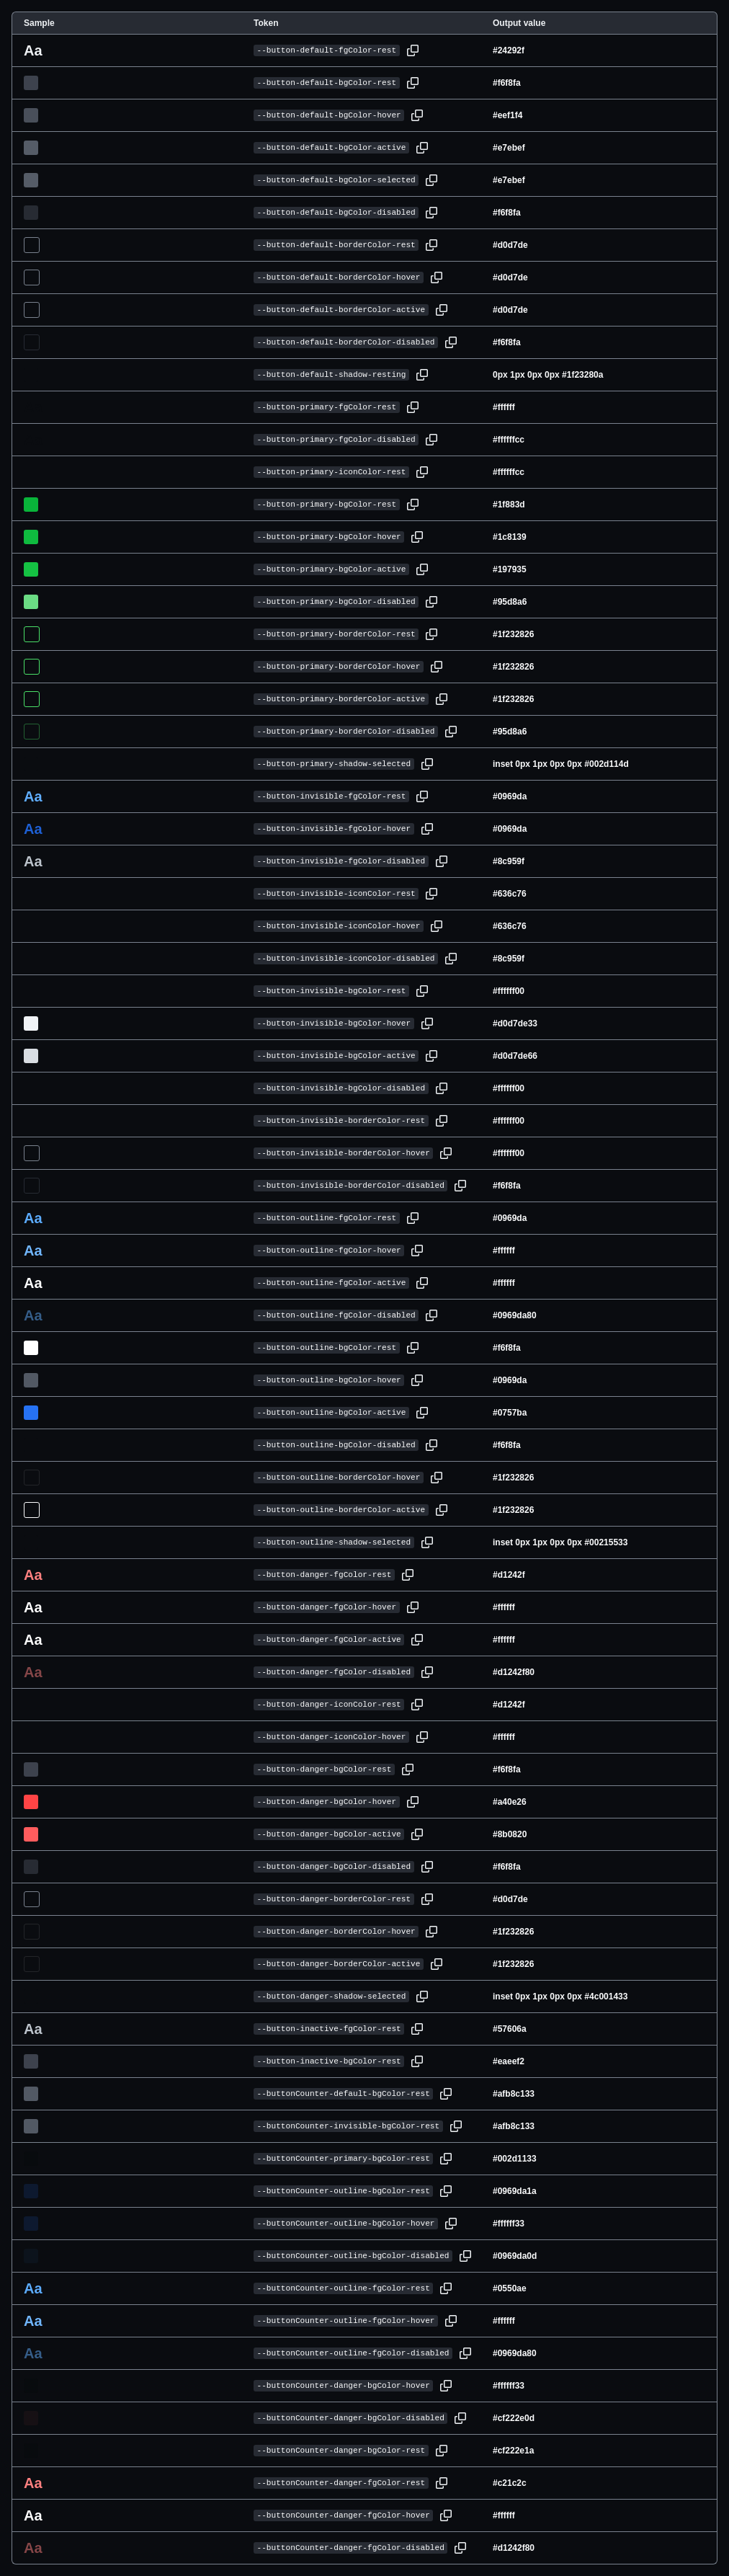 Sample Token Output value
Aa --button-default-fgColor-rest #24292f
--button-default-bgColor-rest #f6f8fa
--button-default-bgColor-hover #eef1f4
--button-default-bgColor-active #e7ebef
--button-default-bgColor-selected #e7ebef
--button-default-bgColor-disabled #f6f8fa
--button-default-borderColor-rest #d0d7de
--button-default-borderColor-hover #d0d7de
--button-default-borderColor-active #d0d7de
--button-default-borderColor-disabled #f6f8fa
--button-default-shadow-resting 0px 1px 0px 0px #1f23280a
--button-primary-fgColor-rest #ffffff
--button-primary-fgColor-disabled #ffffffcc
--button-primary-iconColor-rest #ffffffcc
--button-primary-bgColor-rest #1f883d
--button-primary-bgColor-hover #1c8139
--button-primary-bgColor-active #197935
--button-primary-bgColor-disabled #95d8a6
--button-primary-borderColor-rest #1f232826
--button-primary-borderColor-hover #1f232826
--button-primary-borderColor-active #1f232826
--button-primary-borderColor-disabled #95d8a6
--button-primary-shadow-selected inset 0px 1px 0px 0px #002d114d
Aa --button-invisible-fgColor-rest #0969da
Aa --button-invisible-fgColor-hover #0969da
Aa --button-invisible-fgColor-disabled #8c959f
--button-invisible-iconColor-rest #636c76
--button-invisible-iconColor-hover #636c76
--button-invisible-iconColor-disabled #8c959f
--button-invisible-bgColor-rest #ffffff00
--button-invisible-bgColor-hover #d0d7de33
--button-invisible-bgColor-active #d0d7de66
--button-invisible-bgColor-disabled #ffffff00
--button-invisible-borderColor-rest #ffffff00
--button-invisible-borderColor-hover #ffffff00
--button-invisible-borderColor-disabled #f6f8fa
Aa --button-outline-fgColor-rest #0969da
Aa --button-outline-fgColor-hover #ffffff
Aa --button-outline-fgColor-active #ffffff
Aa --button-outline-fgColor-disabled #0969da80
--button-outline-bgColor-rest #f6f8fa
--button-outline-bgColor-hover #0969da
--button-outline-bgColor-active #0757ba
--button-outline-bgColor-disabled #f6f8fa
--button-outline-borderColor-hover #1f232826
--button-outline-borderColor-active #1f232826
--button-outline-shadow-selected inset 0px 1px 0px 0px #00215533
Aa --button-danger-fgColor-rest #d1242f
Aa --button-danger-fgColor-hover #ffffff
Aa --button-danger-fgColor-active #ffffff
Aa --button-danger-fgColor-disabled #d1242f80
--button-danger-iconColor-rest #d1242f
--button-danger-iconColor-hover #ffffff
--button-danger-bgColor-rest #f6f8fa
--button-danger-bgColor-hover #a40e26
--button-danger-bgColor-active #8b0820
--button-danger-bgColor-disabled #f6f8fa
--button-danger-borderColor-rest #d0d7de
--button-danger-borderColor-hover #1f232826
--button-danger-borderColor-active #1f232826
--button-danger-shadow-selected inset 0px 1px 0px 0px #4c001433
Aa --button-inactive-fgColor-rest #57606a
--button-inactive-bgColor-rest #eaeef2
--buttonCounter-default-bgColor-rest #afb8c133
--buttonCounter-invisible-bgColor-rest #afb8c133
--buttonCounter-primary-bgColor-rest #002d1133
--buttonCounter-outline-bgColor-rest #0969da1a
--buttonCounter-outline-bgColor-hover #ffffff33
--buttonCounter-outline-bgColor-disabled #0969da0d
Aa --buttonCounter-outline-fgColor-rest #0550ae
Aa --buttonCounter-outline-fgColor-hover #ffffff
Aa --buttonCounter-outline-fgColor-disabled #0969da80
--buttonCounter-danger-bgColor-hover #ffffff33
--buttonCounter-danger-bgColor-disabled #cf222e0d
--buttonCounter-danger-bgColor-rest #cf222e1a
Aa --buttonCounter-danger-fgColor-rest #c21c2c
Aa --buttonCounter-danger-fgColor-hover #ffffff
Aa --buttonCounter-danger-fgColor-disabled #d1242f80